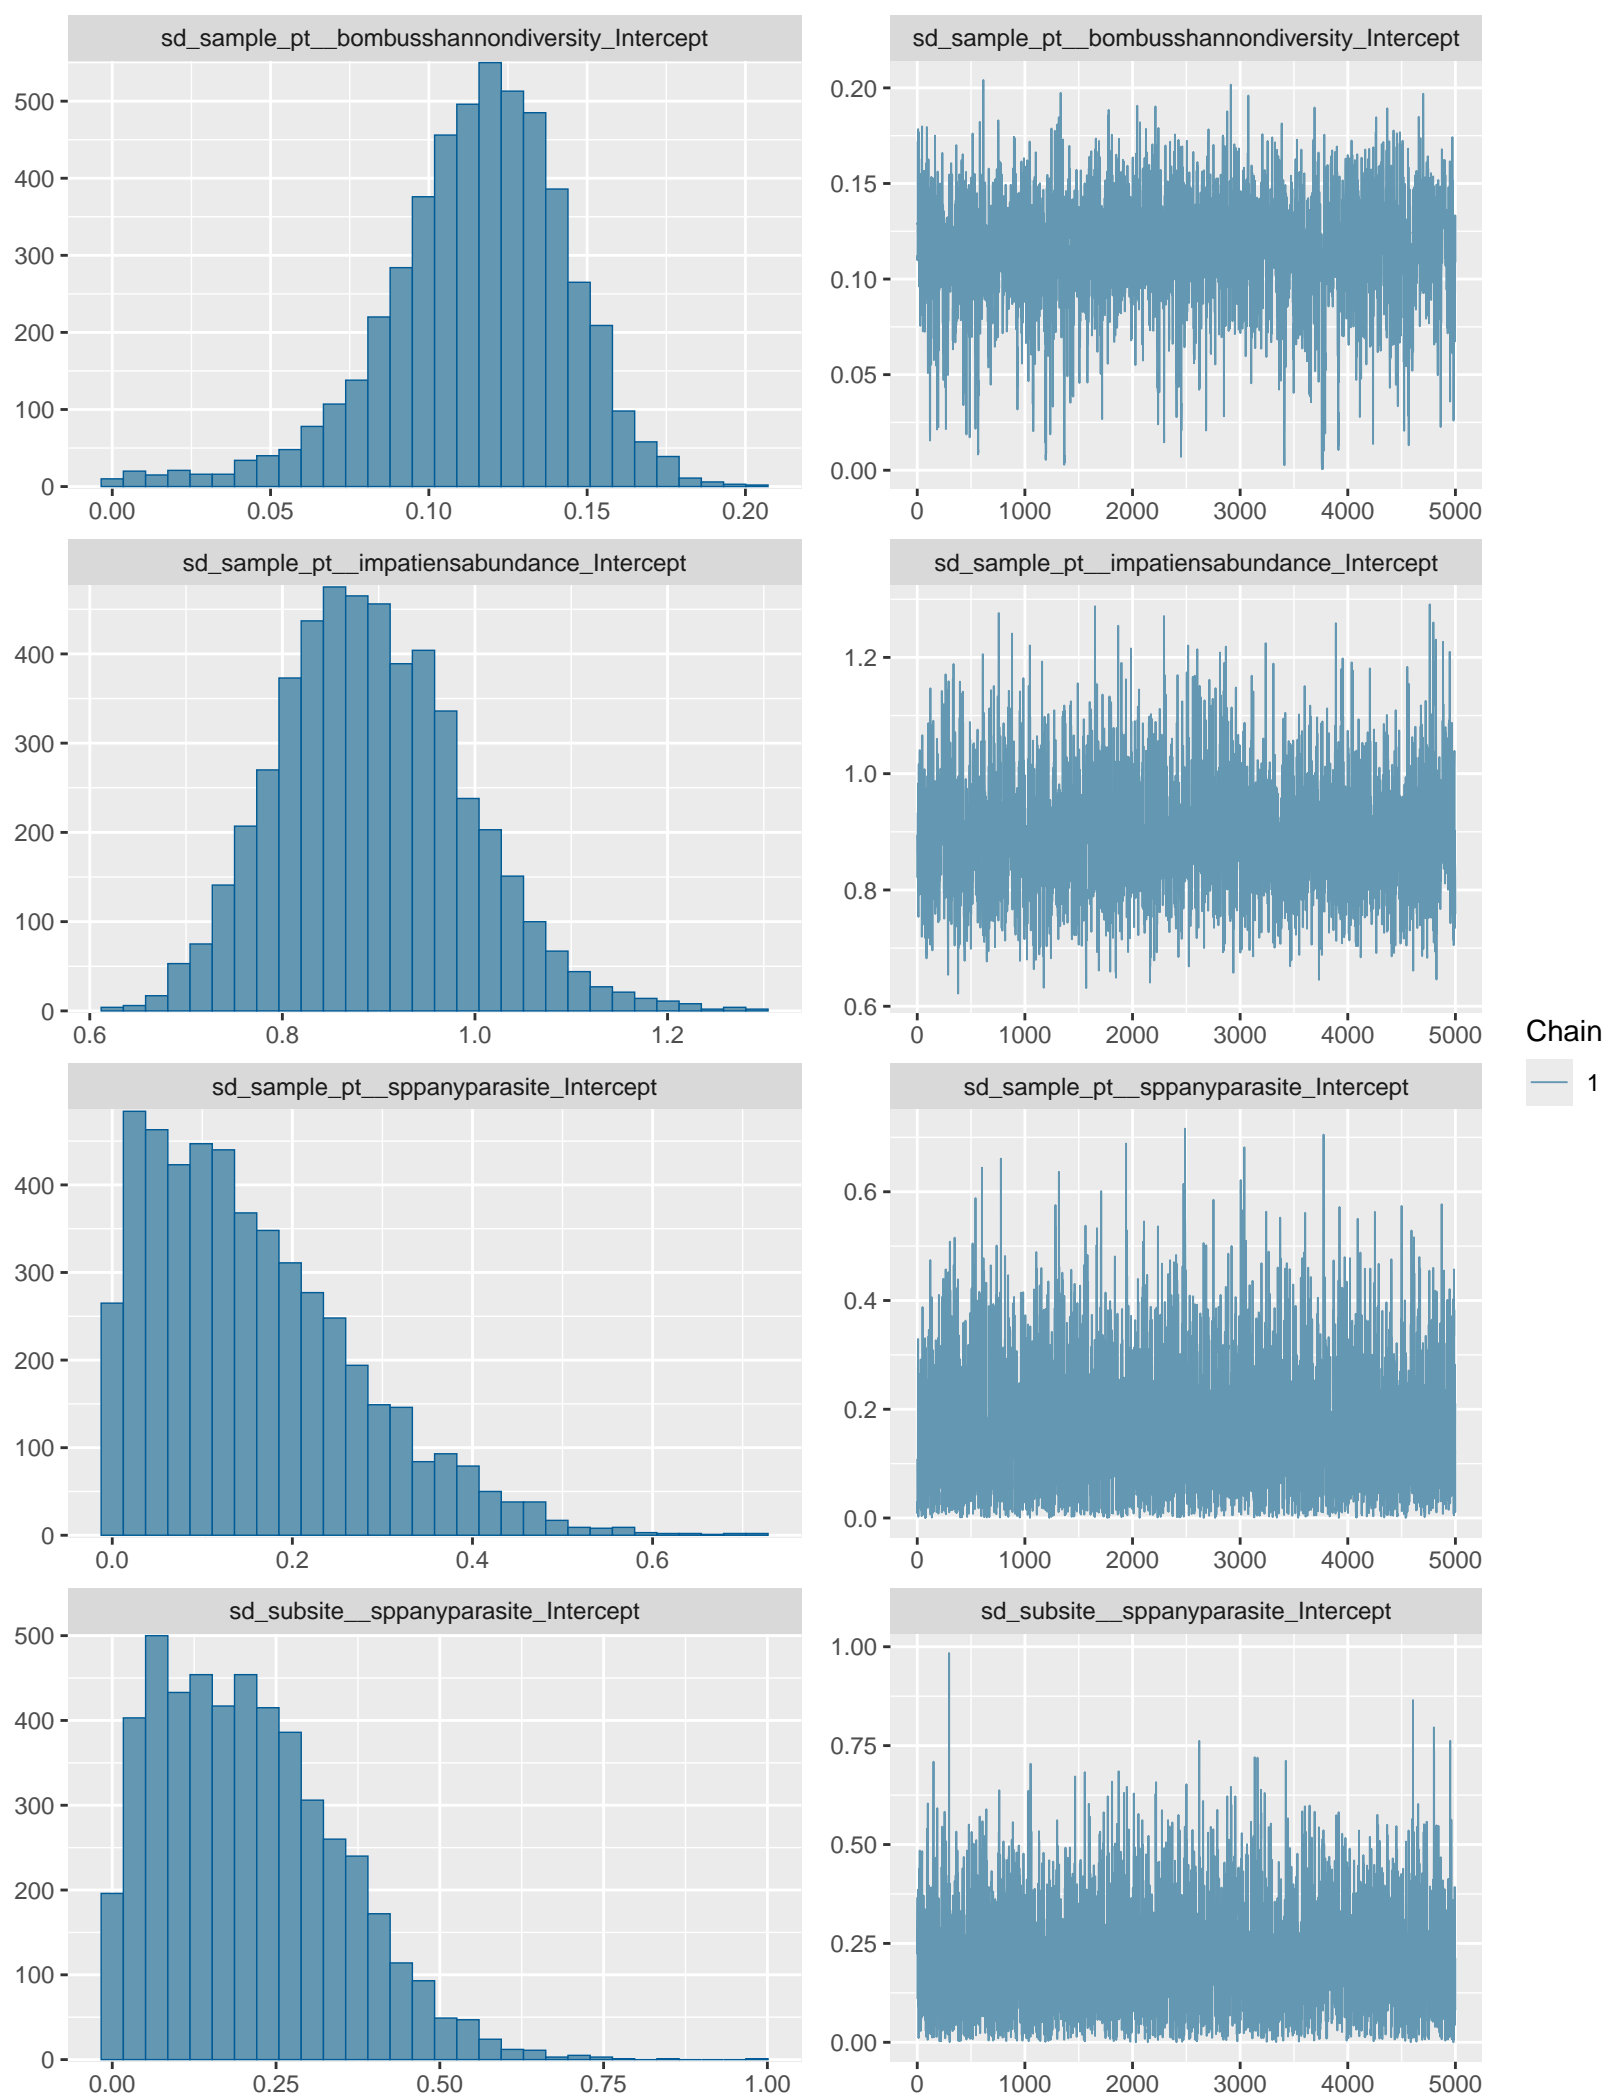 sd_sample_pt__bombusshannondiversity_Intercept
sd_sample_pt__bombusshannondiversity_Intercept
500
400
300
200
100
0
0.00 0.05 0.10 0.15 0.20
0.20
0.15
0.10
0.05
0.00
0 1000 2000 3000 4000 5000
sd_sample_pt__impatiensabundance_Intercept
sd_sample_pt__impatiensabundance_Intercept
400
300
200
100
0
0.6 0.8 1.0 1.2
1.2
1.0
0.8
0.6
0 1000 2000 3000 4000 5000
Chain
1
sd_sample_pt__sppanyparasite_Intercept
sd_sample_pt__sppanyparasite_Intercept
400
300
200
100
0
0.0 0.2 0.4 0.6
0.6
0.4
0.2
0.0
0 1000 2000 3000 4000 5000
sd_subsite__sppanyparasite_Intercept
sd_subsite__sppanyparasite_Intercept
500
400
300
200
100
0
0.00 0.25 0.50 0.75 1.00
1.00
0.75
0.50
0.25
0.00
0 1000 2000 3000 4000 5000